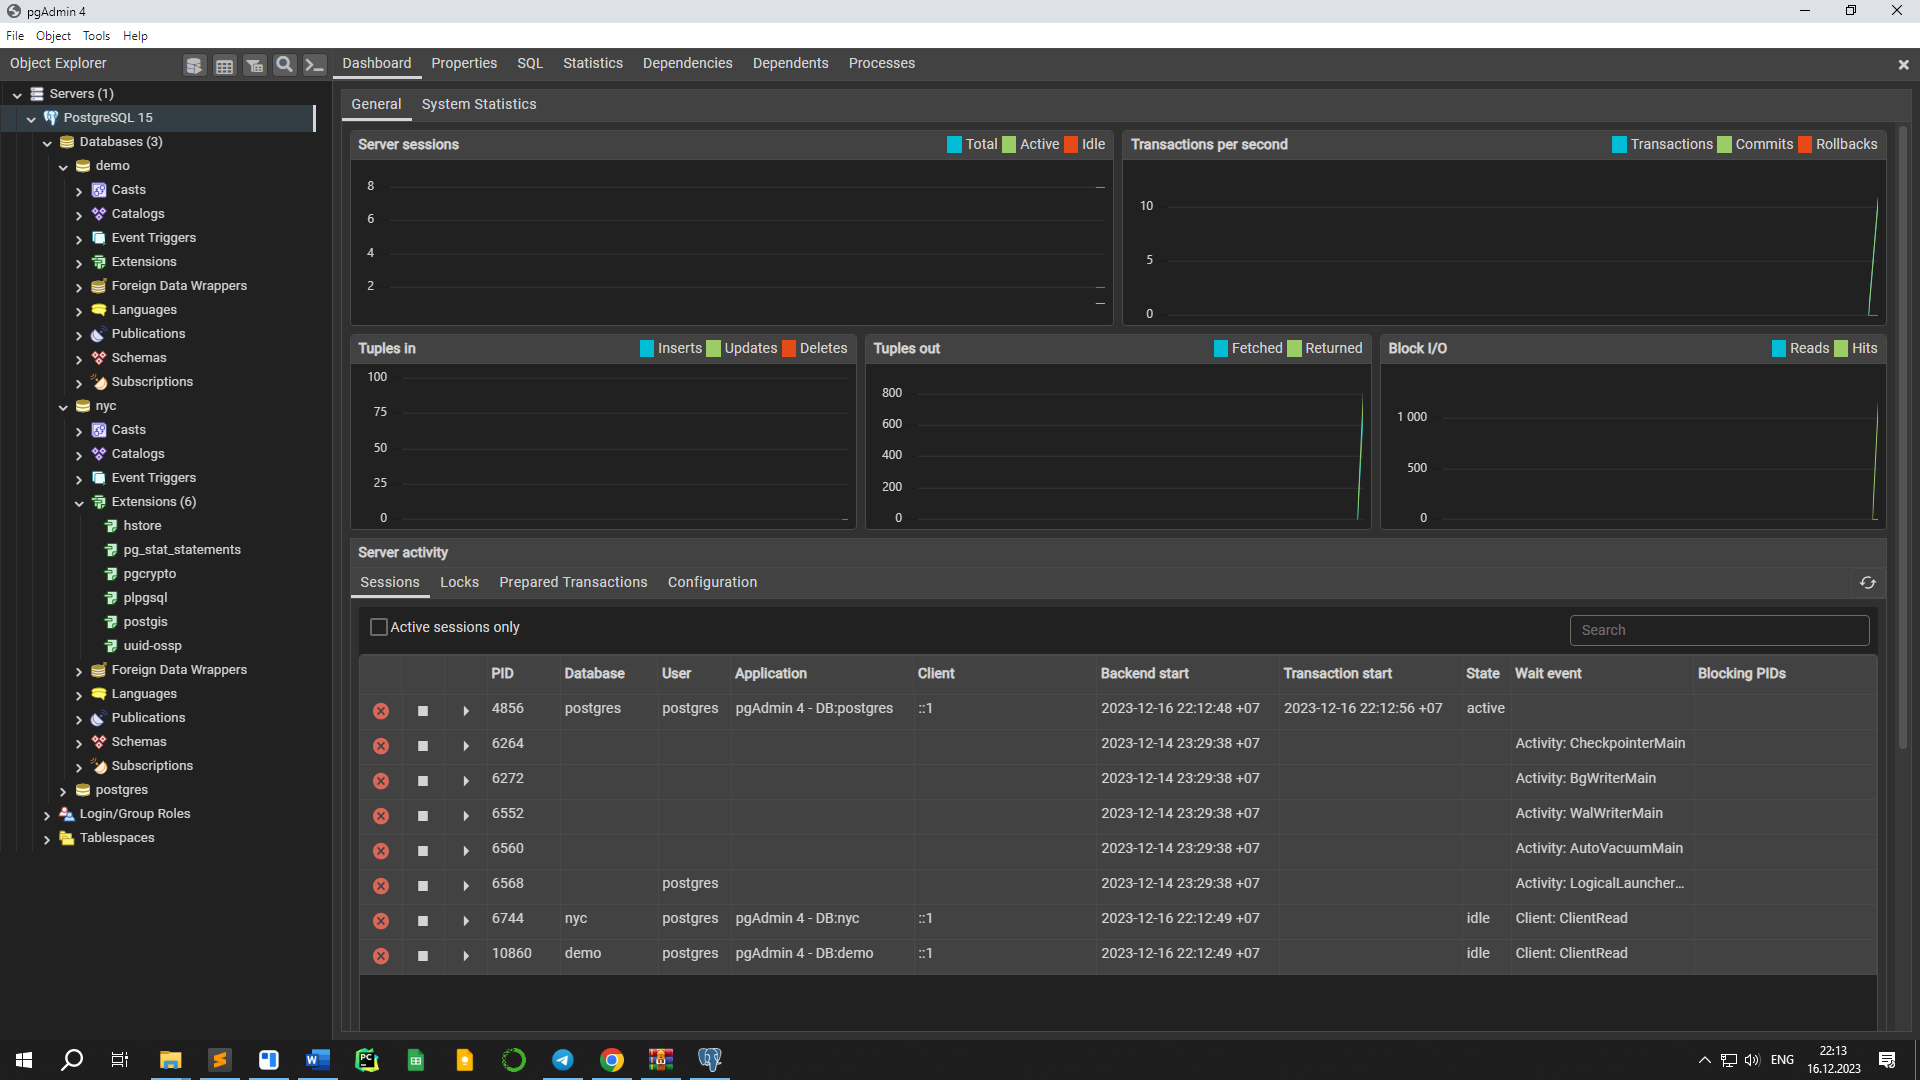 pgAdmin 4
File Object Tools Help
Object Explorer
Dashboard Properties SQL Statistics Dependencies Dependents Processes
Servers (1)
PostgreSQL 15
Databases (3)
demo
Casts
Catalogs
Event Triggers
Extensions
Foreign Data Wrappers
Languages
Publications
Schemas
Subscriptions
nyc
Casts
Catalogs
Event Triggers
Extensions (6)
hstore
pg_stat_statements
pgcrypto
plpgsql
postgis
uuid-ossp
Foreign Data Wrappers
Languages
Publications
Schemas
Subscriptions
postgres
Login/Group Roles
Tablespaces
General System Statistics
Server sessions Total Active Idle
8
6
4
2
Transactions per second Transactions Commits Rollbacks
10
5
0
Tuples in Inserts Updates Deletes
100
75
50
25
0
Tuples out Fetched Returned
800
600
400
200
0
Block I/O Reads Hits
1 000
500
0
Server activity
Sessions Locks Prepared Transactions Configuration
Active sessions only Search
PID Database User Application Client Backend start Transaction start State Wait event Blocking PIDs
4856 postgres postgres pgAdmin 4 - DB:postgres ::1 2023-12-16 22:12:48 +07 2023-12-16 22:12:56 +07 active
6264 2023-12-14 23:29:38 +07 Activity: CheckpointerMain
6272 2023-12-14 23:29:38 +07 Activity: BgWriterMain
6552 2023-12-14 23:29:38 +07 Activity: WalWriterMain
6560 2023-12-14 23:29:38 +07 Activity: AutoVacuumMain
6568 postgres 2023-12-14 23:29:38 +07 Activity: LogicalLauncher...
6744 nyc postgres pgAdmin 4 - DB:nyc ::1 2023-12-16 22:12:49 +07 idle Client: ClientRead
10860 demo postgres pgAdmin 4 - DB:demo ::1 2023-12-16 22:12:49 +07 idle Client: ClientRead
ENG
22:13
16.12.2023